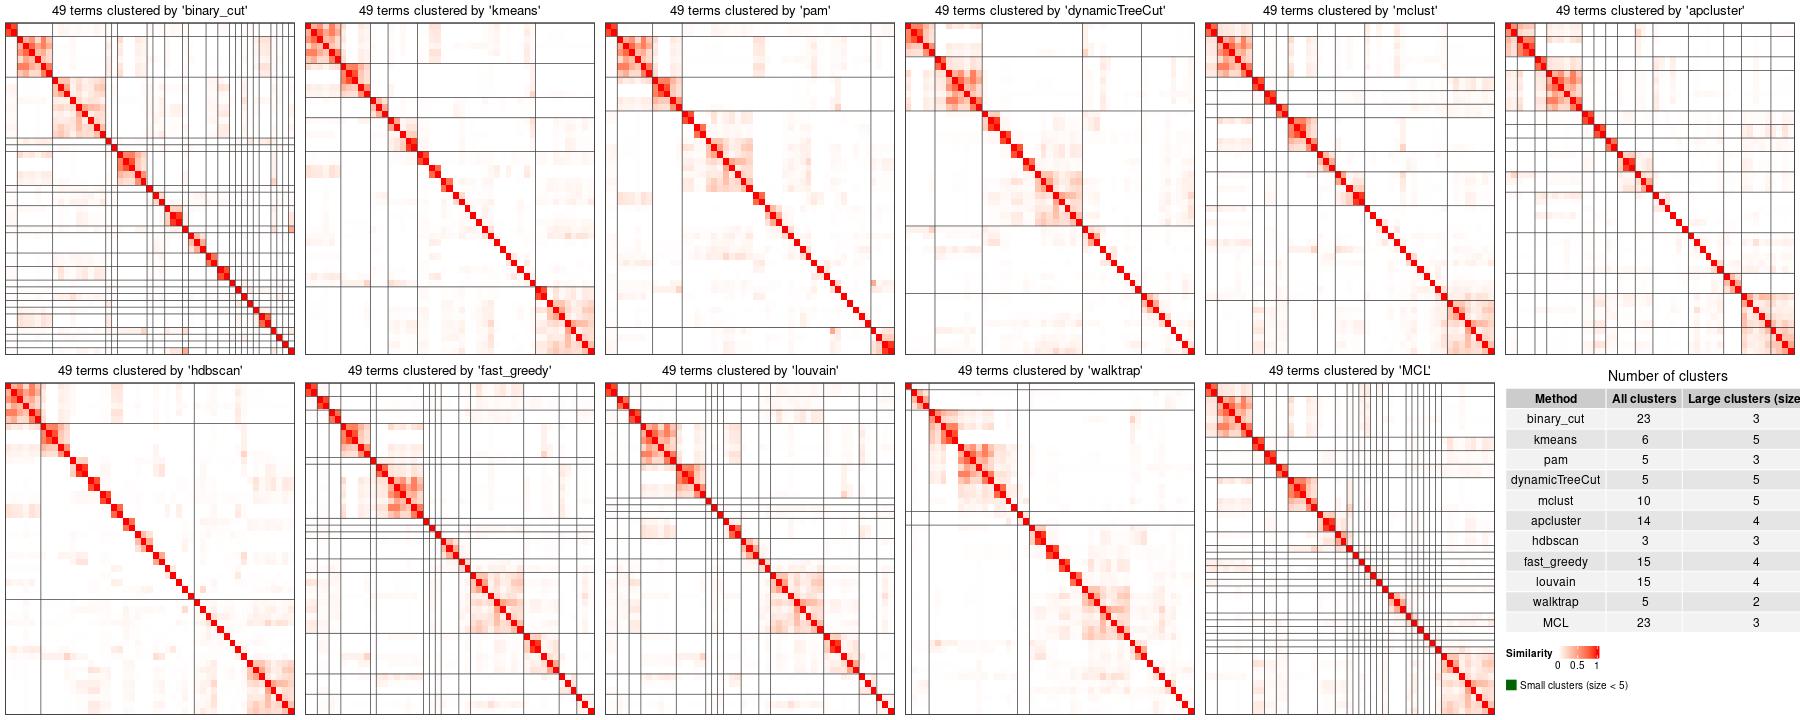 49 terms clustered by 'binary_cut'
49 terms clustered by 'kmeans'
49 terms clustered by 'pam'
49 terms clustered by 'dynamicTreeCut'
49 terms clustered by 'mclust'
49 terms clustered by 'apcluster'
49 terms clustered by 'hdbscan'
49 terms clustered by 'fast_greedy'
49 terms clustered by 'louvain'
49 terms clustered by 'walktrap'
49 terms clustered by 'MCL'
Number of clusters
Method All clusters Large clusters (size
binary_cut 23 3
kmeans 6 5
pam 5 3
dynamicTreeCut 5 5
mclust 10 5
apcluster 14 4
hdbscan 3 3
fast_greedy 15 4
louvain 15 4
walktrap 5 2
MCL 23 3
Similarity
0 0.5 1
Small clusters (size < 5)